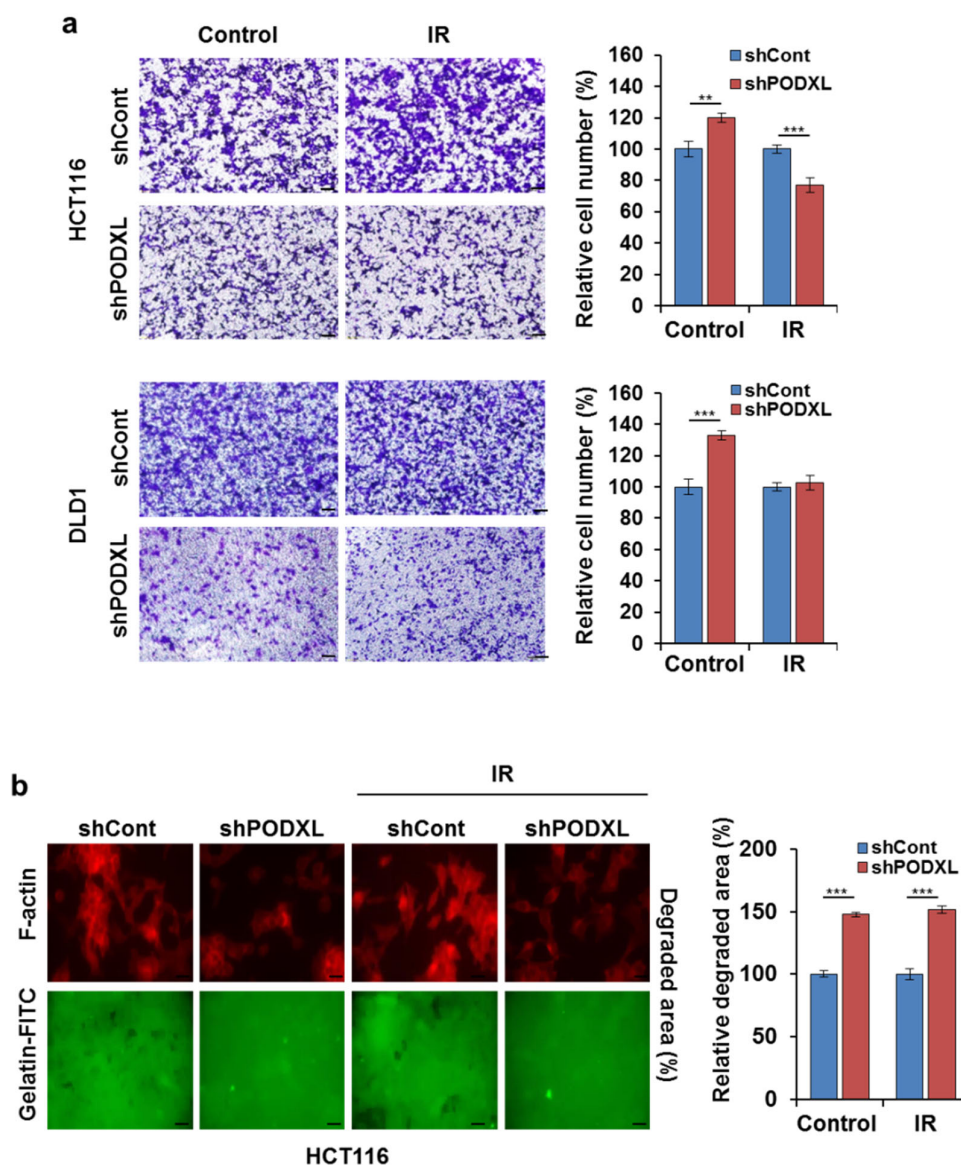 a
Control
IR
HCT116
shCont
shPODXL
Relative cell number (%)
160
140
120
100
80
60
40
20
0
shCont
shPODXL
**
***
Control
IR
DLD1
shCont
shPODXL
Relative cell number (%)
160
140
120
100
80
60
40
20
0
shCont
shPODXL
***
Control
IR
b
IR
shCont
shPODXL
shCont
shPODXL
F-actin
Gelatin-FITC
Degraded area (%)
HCT116
Relative degraded area (%)
200
150
100
50
0
shCont
shPODXL
***
***
Control
IR